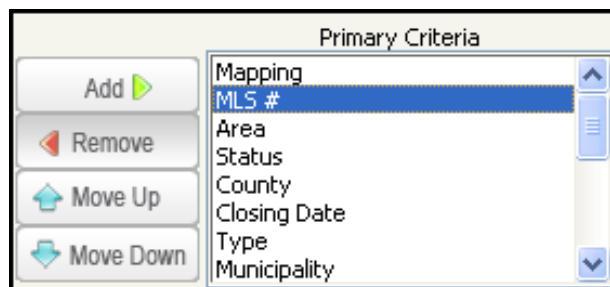 Primary Criteria
Add
Remove
Move Up
Move Down
Mapping
MLS #
Area
Status
County
Closing Date
Type
Municipality